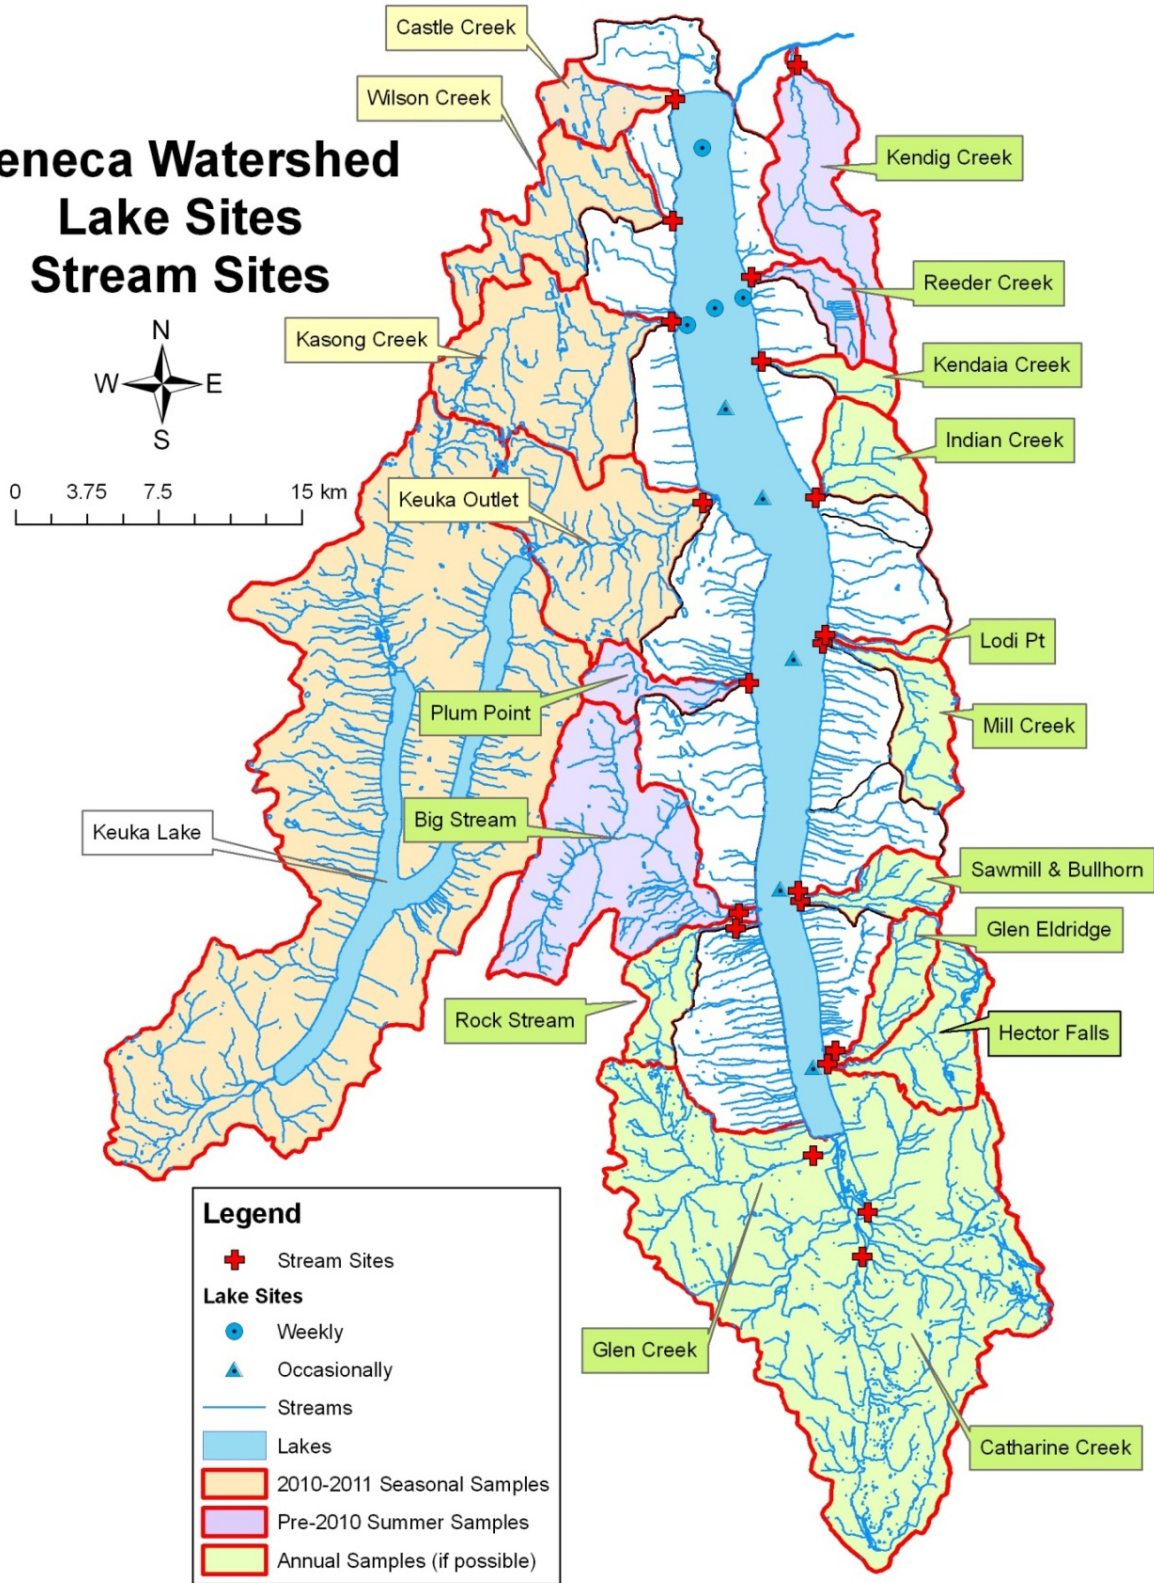 Castle Creek
Wilson Creek
eneca Watershed
Lake Sites
Stream Sites
Kendig Creek
Reeder Creek
N
W E
S
Kasong Creek
Kendaia Creek
Indian Creek
0 3.75 7.5 15 km
Keuka Outlet
Lodi Pt
Plum Point
Mill Creek
Big Stream
Keuka Lake
Sawmill & Bullhorn
Glen Eldridge
Rock Stream
Hector Falls
Legend
Stream Sites
Lake Sites
Weekly
Occasionally
Streams
Lakes
2010-2011 Seasonal Samples
Pre-2010 Summer Samples
Annual Samples (if possible)
Glen Creek
Catharine Creek